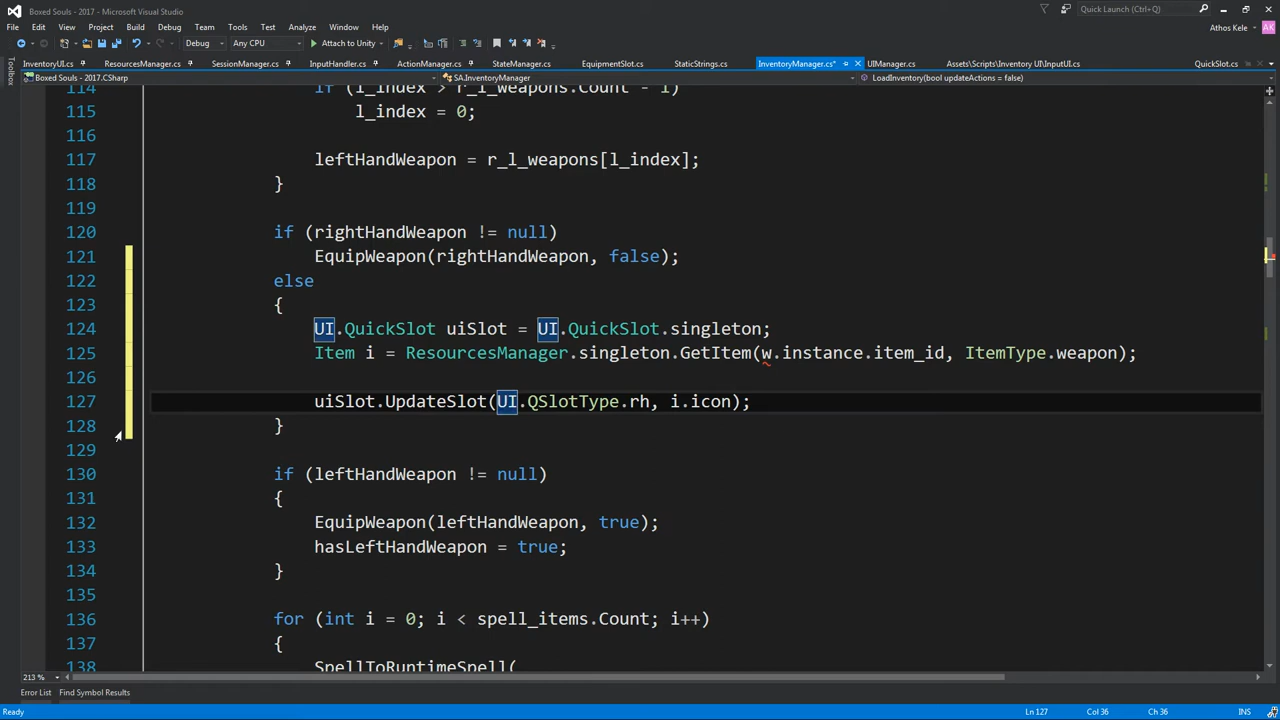 Boxed Souls - 2017 - Microsoft Visual Studio
Quick Launch (Ctrl+Q)
File Edit View Project Build Debug Team Tools Test Analyze Window Help
Athos Kele AK
Debug Any CPU Attach to Unity
Toolbox
InventoryUI.cs ResourcesManager.cs SessionManager.cs InputHandler.cs ActionManager.cs StateManager.cs EquipmentSlot.cs StaticStrings.cs InventoryManager.cs* UIManager.cs Assets\Scripts\Inventory UI\InputUI.cs QuickSlot.cs
Boxed Souls - 2017.CSharp SA.InventoryManager LoadInventory(bool updateActions = false)
114 if (l_index > r_l_weapons.Count - 1)
115 l_index = 0;
116
117 leftHandWeapon = r_l_weapons[l_index];
118 }
119
120 if (rightHandWeapon != null)
121 EquipWeapon(rightHandWeapon, false);
122 else
123 {
124 UI.QuickSlot uiSlot = UI.QuickSlot.singleton;
125 Item i = ResourcesManager.singleton.GetItem(w.instance.item_id, ItemType.weapon);
126
127 uiSlot.UpdateSlot(UI.QSlotType.rh, i.icon);
128 }
129
130 if (leftHandWeapon != null)
131 {
132 EquipWeapon(leftHandWeapon, true);
133 hasLeftHandWeapon = true;
134 }
135
136 for (int i = 0; i < spell_items.Count; i++)
137 {
138 SpellToRuntimeSpell(
213 %
Error List Find Symbol Results
Ready Ln 127 Col 36 Ch 36 INS